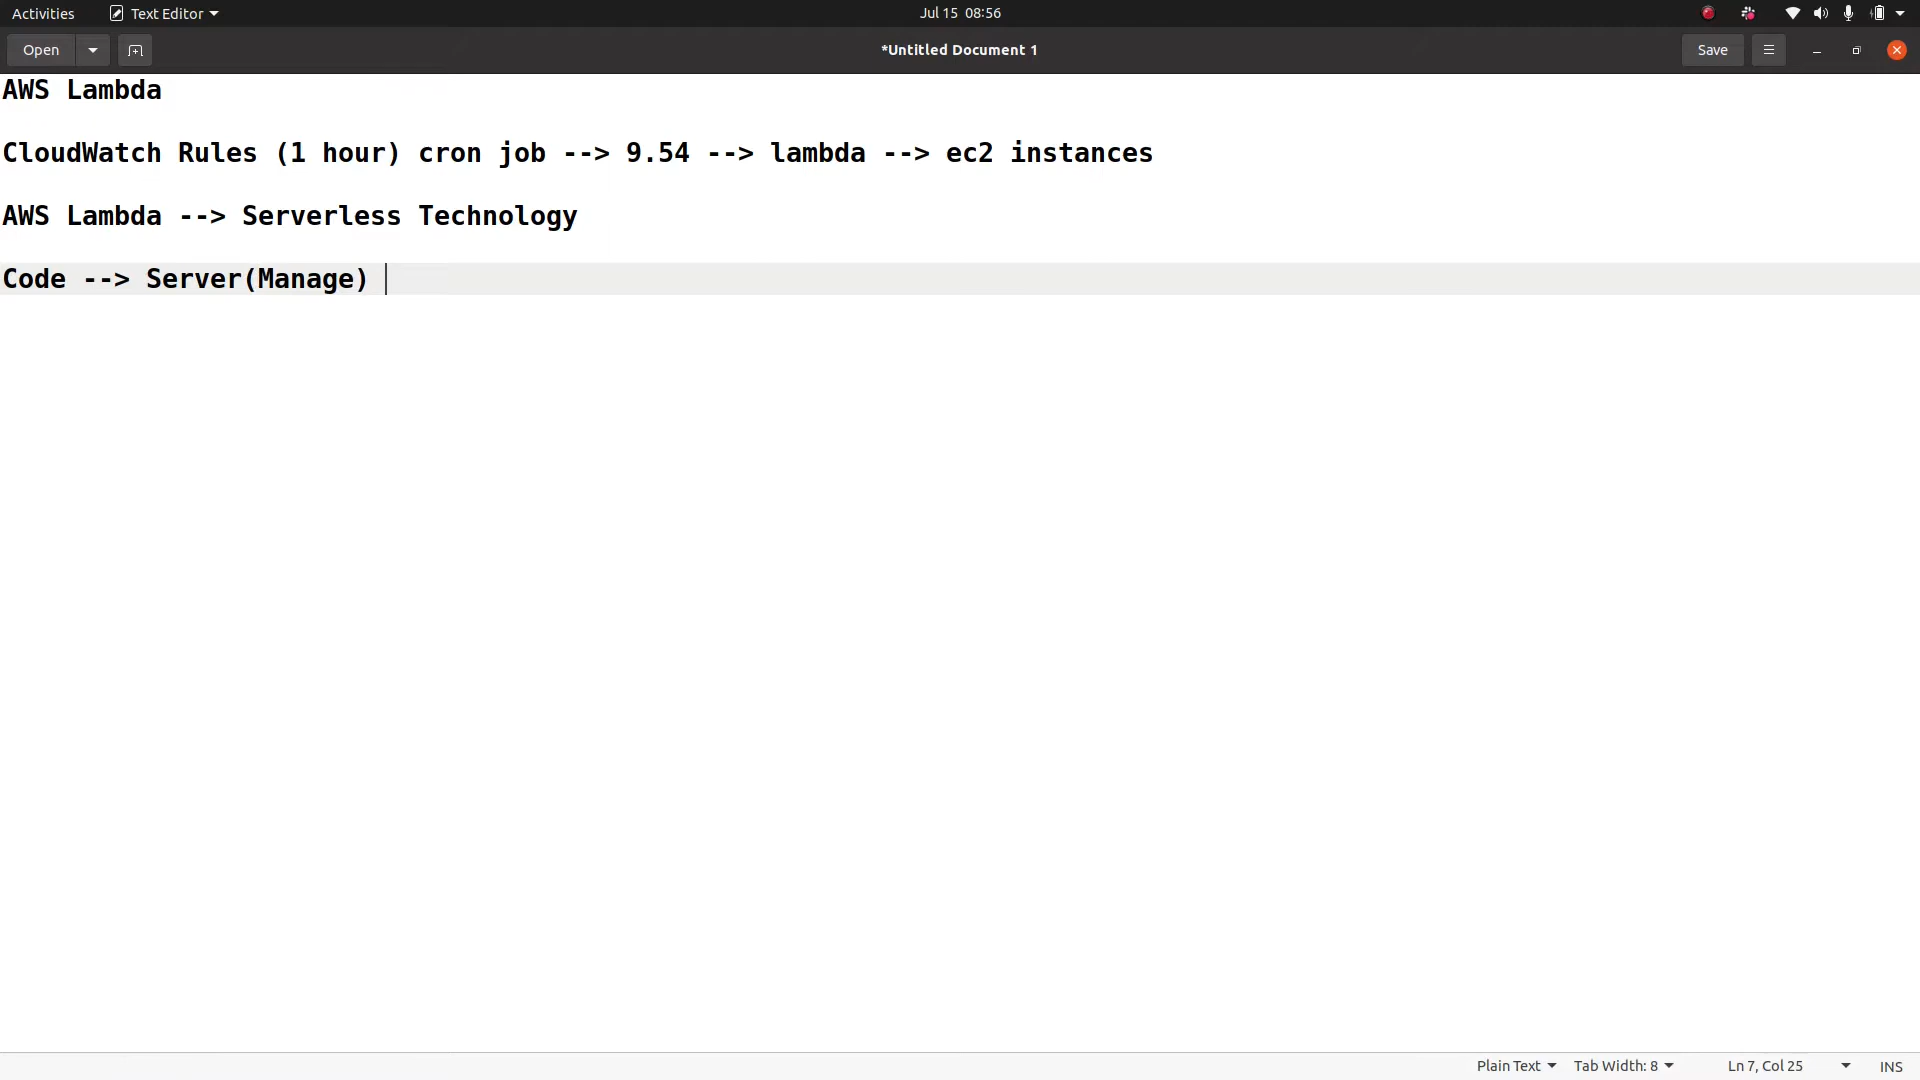 Activities Text Editor Jul 15 08:56
Open *Untitled Document 1 Save
AWS Lambda
CloudWatch Rules (1 hour) cron job --> 9.54 --> lambda --> ec2 instances
AWS Lambda --> Serverless Technology
Code --> Server(Manage)
Plain Text Tab Width: 8 Ln 7, Col 25 INS